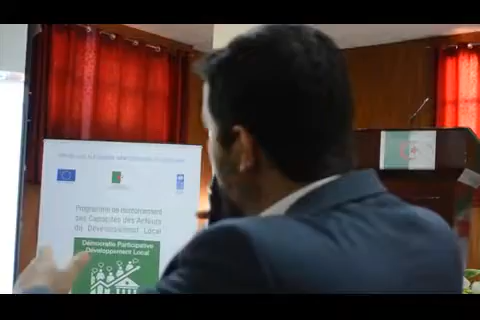 Programme de Renforcement
des Capacités des Acteurs
du Développement Local
Démocratie Participative
Développement Local